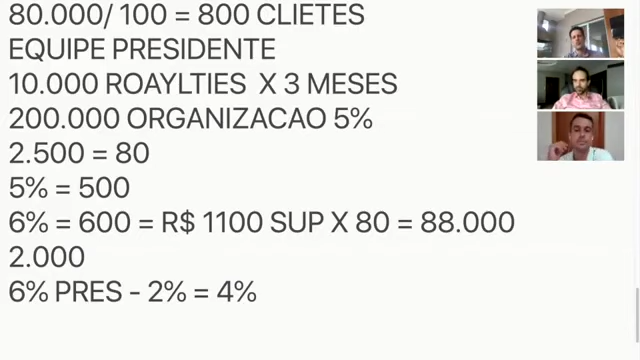 80.000/ 100 = 800 CLIETES
EQUIPE PRESIDENTE
10.000 ROAYLTIES X 3 MESES
200.000 ORGANIZACAO 5%
2.500 = 80
5% = 500
6% = 600 = R$ 1100 SUP X 80 = 88.000
2.000
6% PRES - 2% = 4%